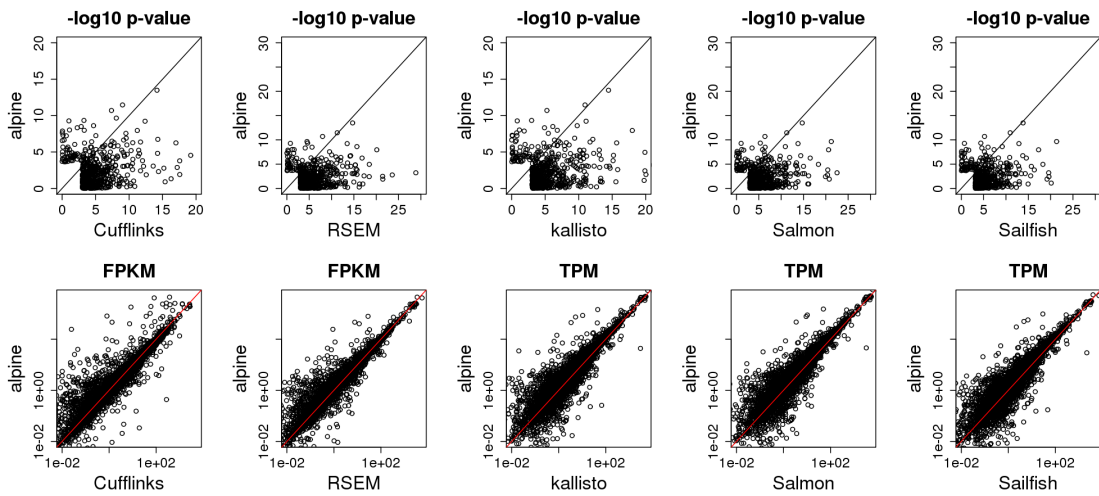 -log10 p-value -log10 p-value -log10 p-value -log10 p-value -log10 p-value
alpine 0 5 10 15 20 0 5 10 15 20 Cufflinks
alpine 0 5 10 20 30 0 5 15 25 RSEM
alpine 0 5 10 15 20 0 5 10 15 20 kallisto
alpine 0 5 10 20 30 0 5 15 25 Salmon
alpine 0 5 10 20 30 0 5 15 25 Sailfish
FPKM FPKM TPM TPM TPM
alpine 1e-02 1e+00 1e-02 1e+02 Cufflinks
alpine 1e-02 1e+00 1e-02 1e+02 RSEM
alpine 1e-02 1e+00 1e-02 1e+02 kallisto
alpine 1e-02 1e+00 1e-02 1e+02 Salmon
alpine 1e-02 1e+00 1e-02 1e+02 Sailfish